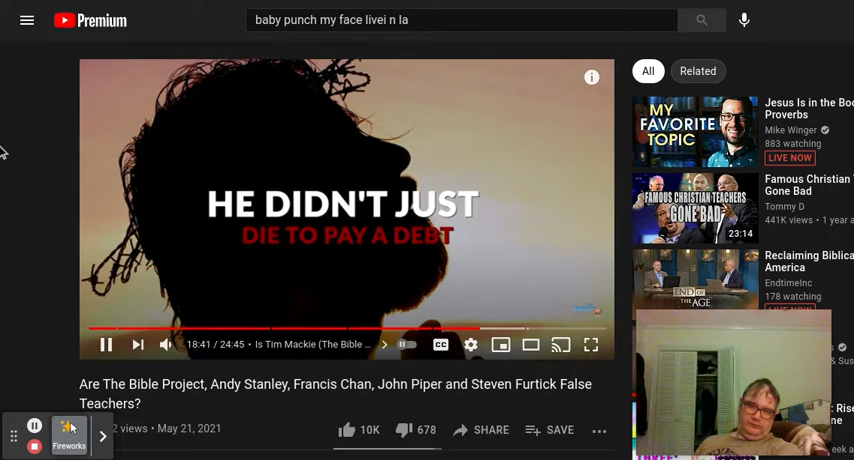 Premium
baby punch my face livei n la
MY
FAVORITE
TOPIC
Jesus Is in the Boo
Proverbs
Mike Winger
883 watching
LIVE NOW
All
Related
FAMOUS CHRISTIAN TEACHERS
GONE BAD
23:14
Famous Christian
Gone Bad
Tommy D
441K views • 1 year a
HE DIDN'T JUST
DIE TO PAY A DEBT
END OF
THE AGE
Reclaiming Biblica
America
EndtimeInc
178 watching
18:41 / 24:45 • Is Tim Mackie (The Bible ...
CC
Are The Bible Project, Andy Stanley, Francis Chan, John Piper and Steven Furtick False
Teachers?
2 views • May 21, 2021
10K
678
SHARE
SAVE
Fireworks